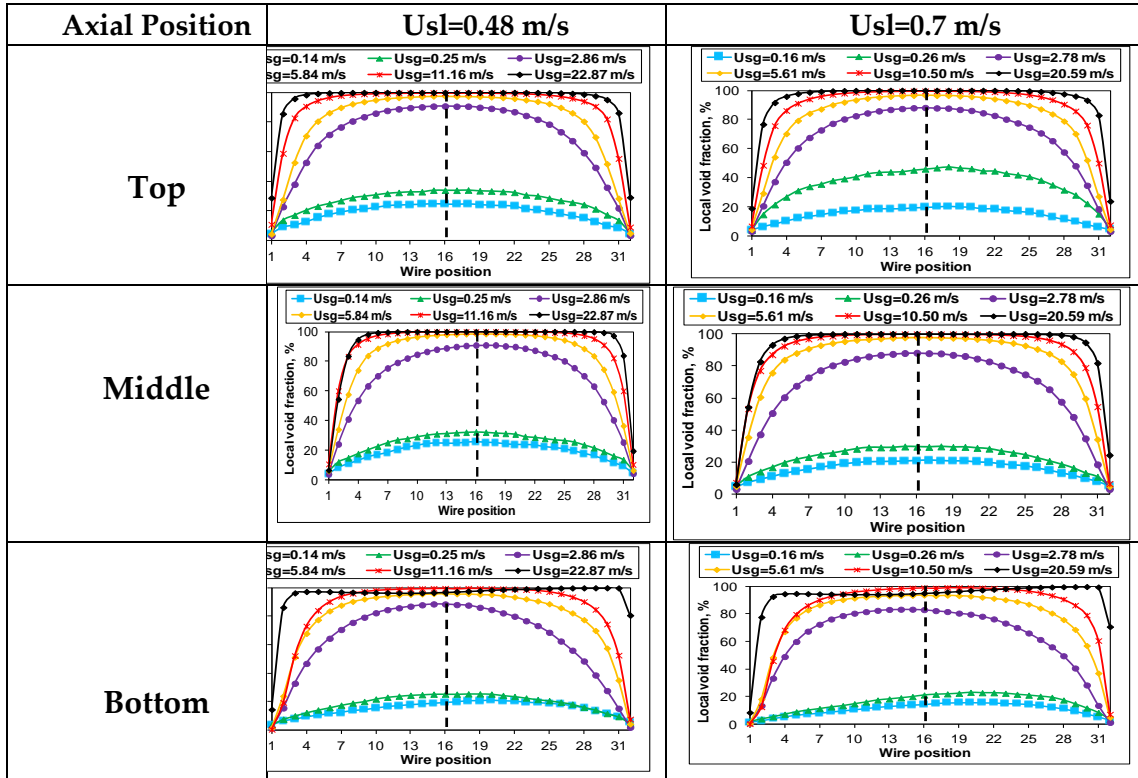 Axial Position Usl=0.48 m/s Usl=0.7 m/s
Top
sg=0.14 m/s Usg=0.25 m/s Usg=2.86 m/s
5.84 m/s Usg=11.16 m/s Usg=22.87 m/s
1 4 7 10 13 16 19 22 25 28 31
Wire position
Usg=0.16 m/s Usg=0.26 m/s Usg=2.78 m/s
Usg=5.61 m/s Usg=10.50 m/s Usg=20.59 m/s
Local void fraction, %
100
80
60
40
20
0
1 4 7 10 13 16 19 22 25 28 31
Wire position
Middle
Usg=0.14 m/s Usg=0.25 m/s Usg=2.86 m/s
Usg=5.84 m/s Usg=11.16 m/s Usg=22.87 m/s
Local void fraction, %
100
80
60
40
20
0
1 4 7 10 13 16 19 22 25 28 31
Wire position
Usg=0.16 m/s Usg=0.26 m/s Usg=2.78 m/s
Usg=5.61 m/s Usg=10.50 m/s Usg=20.59 m/s
Local void fraction, %
100
80
60
40
20
0
1 4 7 10 13 16 19 22 25 28 31
Wire position
Bottom
sg=0.14 m/s Usg=0.25 m/s Usg=2.86 m/s
5.84 m/s Usg=11.16 m/s Usg=22.87 m/s
1 4 7 10 13 16 19 22 25 28 31
Wire position
Usg=0.16 m/s Usg=0.26 m/s Usg=2.78 m/s
Usg=5.61 m/s Usg=10.50 m/s Usg=20.59 m/s
Local void fraction, %
100
80
60
40
20
0
1 4 7 10 13 16 19 22 25 28 31
Wire position